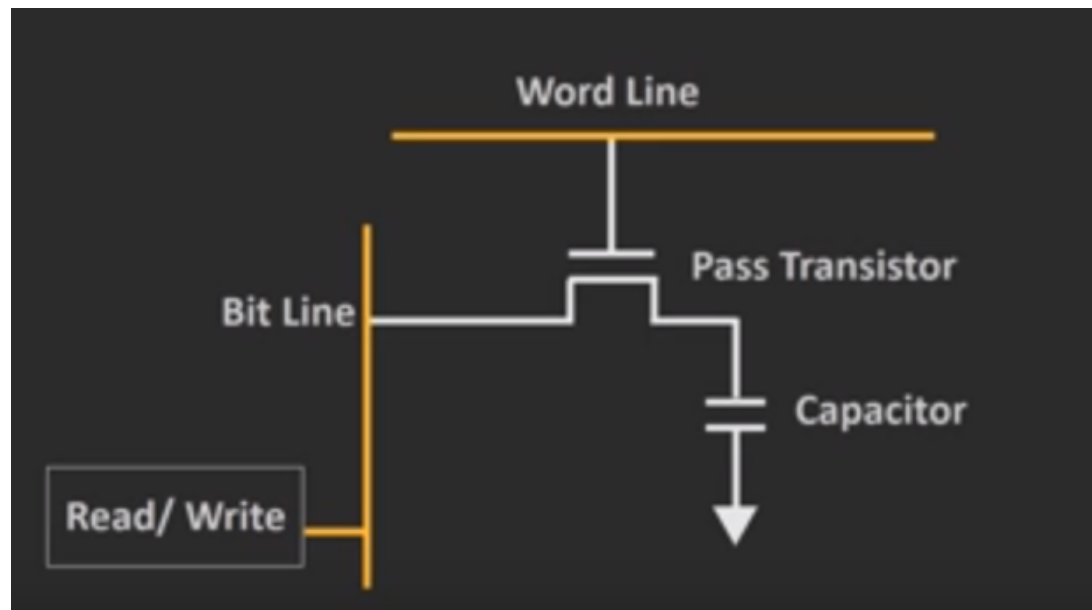 Word Line
Pass Transistor
Bit Line
Capacitor
Read/ Write